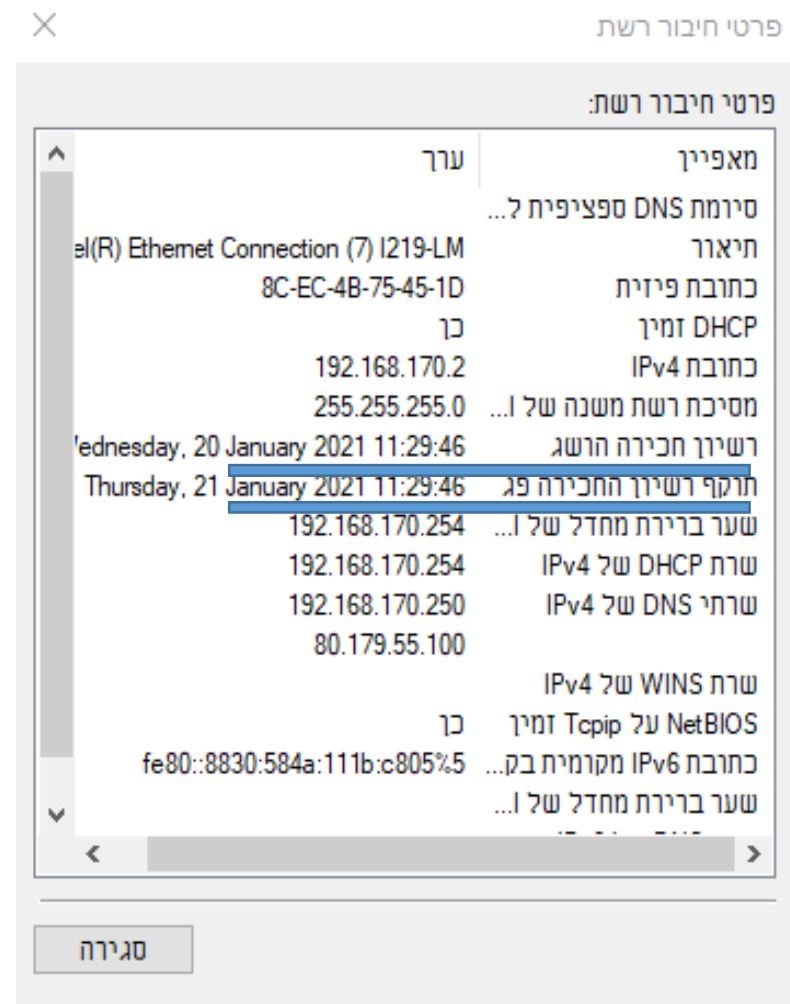 פרטי חיבור רשת
פרטי חיבור רשת:
מאפיין ערך
סיומת DNS ספציפית ל...
תיאור el(R) Ethernet Connection (7) I219-LM
כתובת פיזית 8C-EC-4B-75-45-1D
DHCP זמין כן
כתובת IPv4 192.168.170.2
מסיכת רשת משנה של I... 255.255.255.0
רשיון חכירה הושג ednesday, 20 January 2021 11:29:46
תוקף רשיון החכירה פג Thursday, 21 January 2021 11:29:46
שער ברירת מחדל של I... 192.168.170.254
שרת DHCP של IPv4 192.168.170.254
שרתי DNS של IPv4 192.168.170.250
80.179.55.100
שרת WINS של IPv4
NetBIOS על Tcpip זמין כן
כתובת IPv6 מקומית בק... fe80::8830:584a:111b:c805%5
שער ברירת מחדל של I...
סגירה